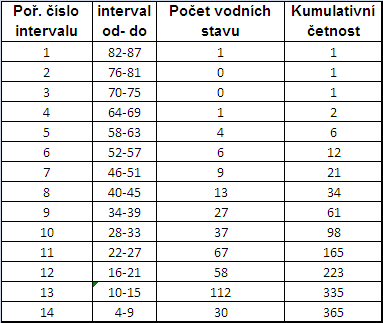 Poř. číslo intervalu | interval od- do | Počet vodních stavu | Kumulativní četnost
1 | 82-87 | 1 | 1
2 | 76-81 | 0 | 1
3 | 70-75 | 0 | 1
4 | 64-69 | 1 | 2
5 | 58-63 | 4 | 6
6 | 52-57 | 6 | 12
7 | 46-51 | 9 | 21
8 | 40-45 | 13 | 34
9 | 34-39 | 27 | 61
10 | 28-33 | 37 | 98
11 | 22-27 | 67 | 165
12 | 16-21 | 58 | 223
13 | 10-15 | 112 | 335
14 | 4-9 | 30 | 365